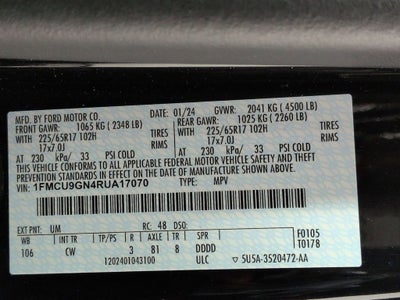 MFD. BY FORD MOTOR CO.
DATE: 01/24 GVWR: 2041 KG ( 4500 LB)
FRONT GAWR: 1065 KG ( 2348 LB) REAR GAWR: 1025 KG ( 2260 LB)
WITH 225/65R17 102H TIRES WITH 225/65R17 102H TIRES
17x7.0J RIMS 17x7.0J RIMS
AT 230 kPa/ 33 PSI COLD AT 230 kPa/ 33 PSI COLD
THIS VEHICLE CONFORMS TO ALL APPLICABLE FEDERAL MOTOR VEHICLE
SAFETY, BUMPER, AND THEFT PREVENTION STANDARDS IN EFFECT ON THE DATE OF
MANUFACTURE SHOWN ABOVE.
VIN: 1FMCU9GN4RUA17070 TYPE: MPV
EXT PNT: UM RC: 48 DSO: F0105
WB INT TR TP/PS R AXLE TR SPR T0178
106 CW 3 81 8 DDDD
1202401043100 ULC 5U5A-3S20472-AA